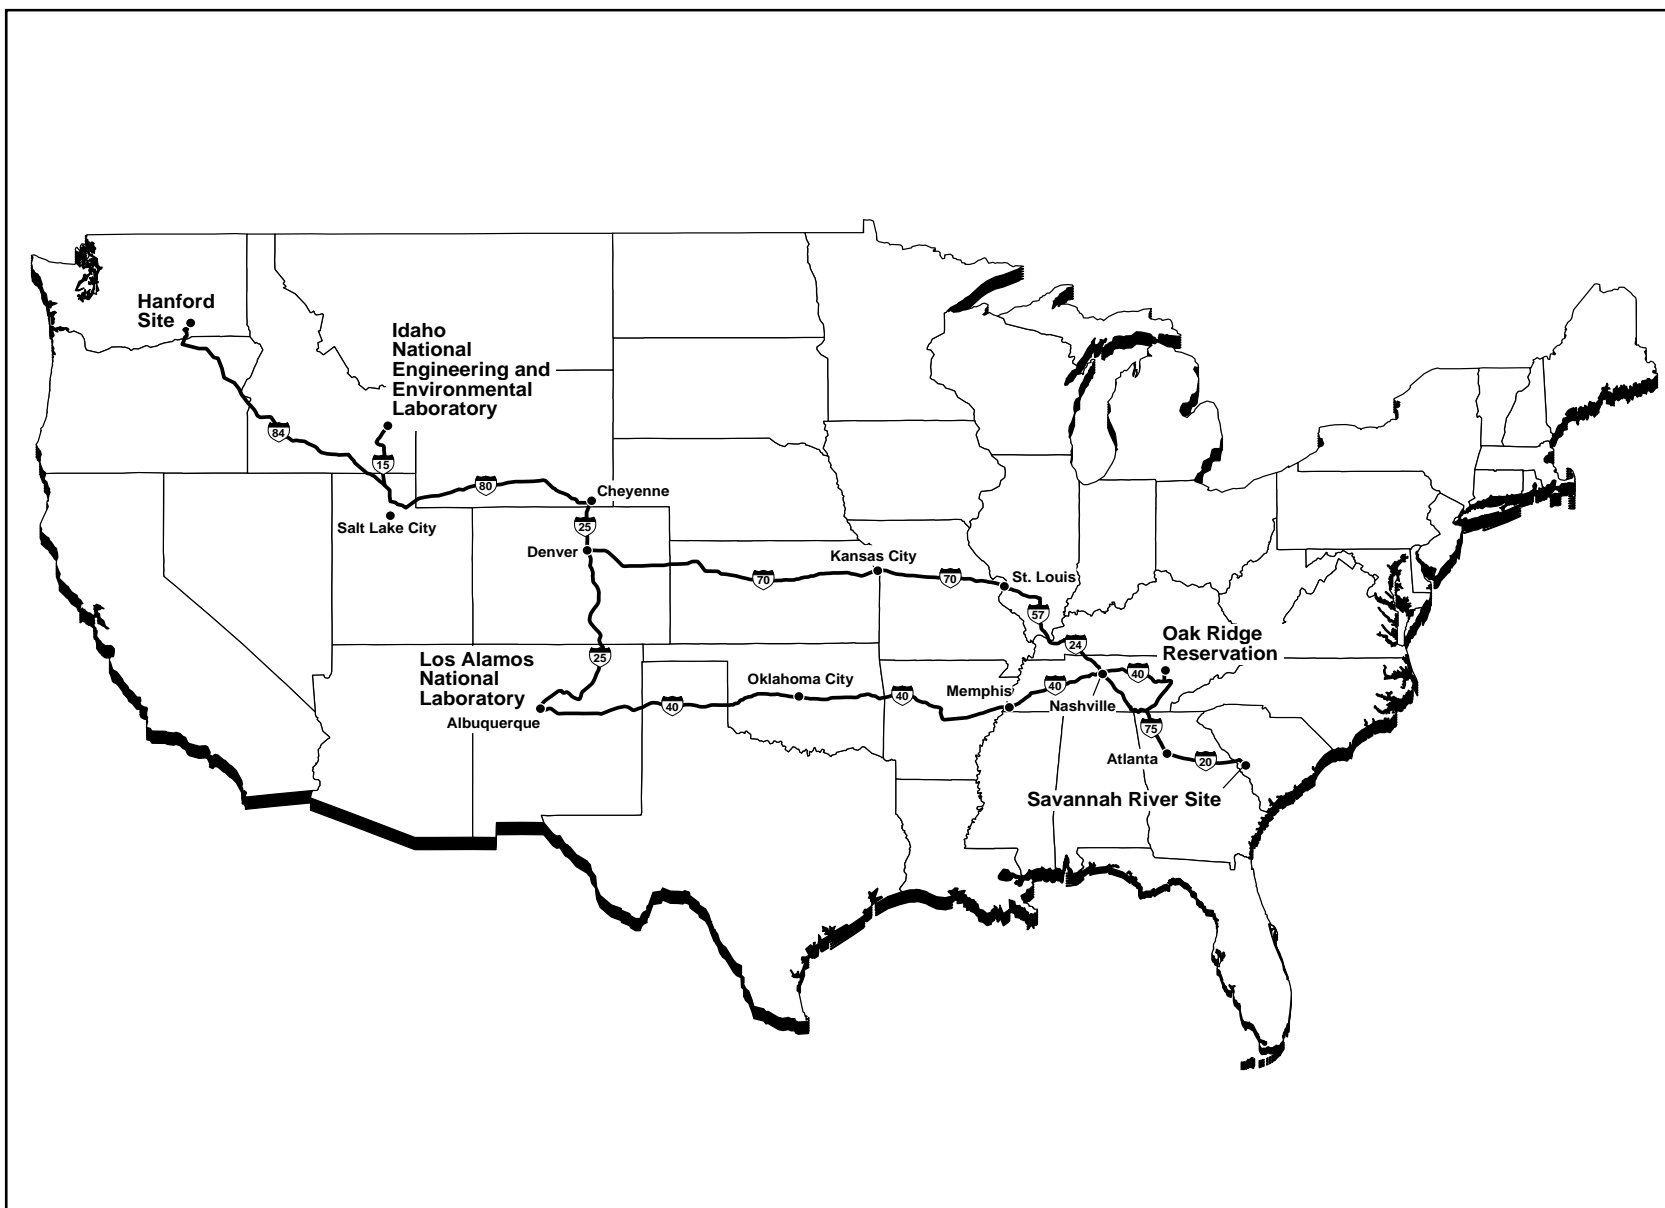 Hanford
Site
Idaho
National
Engineering and
Environmental
Laboratory
84
15
80
Cheyenne
Salt Lake City
25
Denver
Kansas City
70
70
St. Louis
57
24
Oak Ridge
Reservation
25
Los Alamos
National
Laboratory
Albuquerque
40
Oklahoma City
40
Memphis
40
40
Nashville
75
Atlanta
20
Savannah River Site